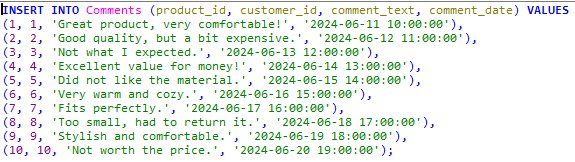 INSERT INTO Comments (product_id, customer_id, comment_text, comment_date) VALUES
(1, 1, 'Great product, very comfortable!', '2024-06-11 10:00:00'),
(2, 2, 'Good quality, but a bit expensive.', '2024-06-12 11:00:00'),
(3, 3, 'Not what I expected.', '2024-06-13 12:00:00'),
(4, 4, 'Excellent value for money!', '2024-06-14 13:00:00'),
(5, 5, 'Did not like the material.', '2024-06-15 14:00:00'),
(6, 6, 'Very warm and cozy.', '2024-06-16 15:00:00'),
(7, 7, 'Fits perfectly.', '2024-06-17 16:00:00'),
(8, 8, 'Too small, had to return it.', '2024-06-18 17:00:00'),
(9, 9, 'Stylish and comfortable.', '2024-06-19 18:00:00'),
(10, 10, 'Not worth the price.', '2024-06-20 19:00:00');